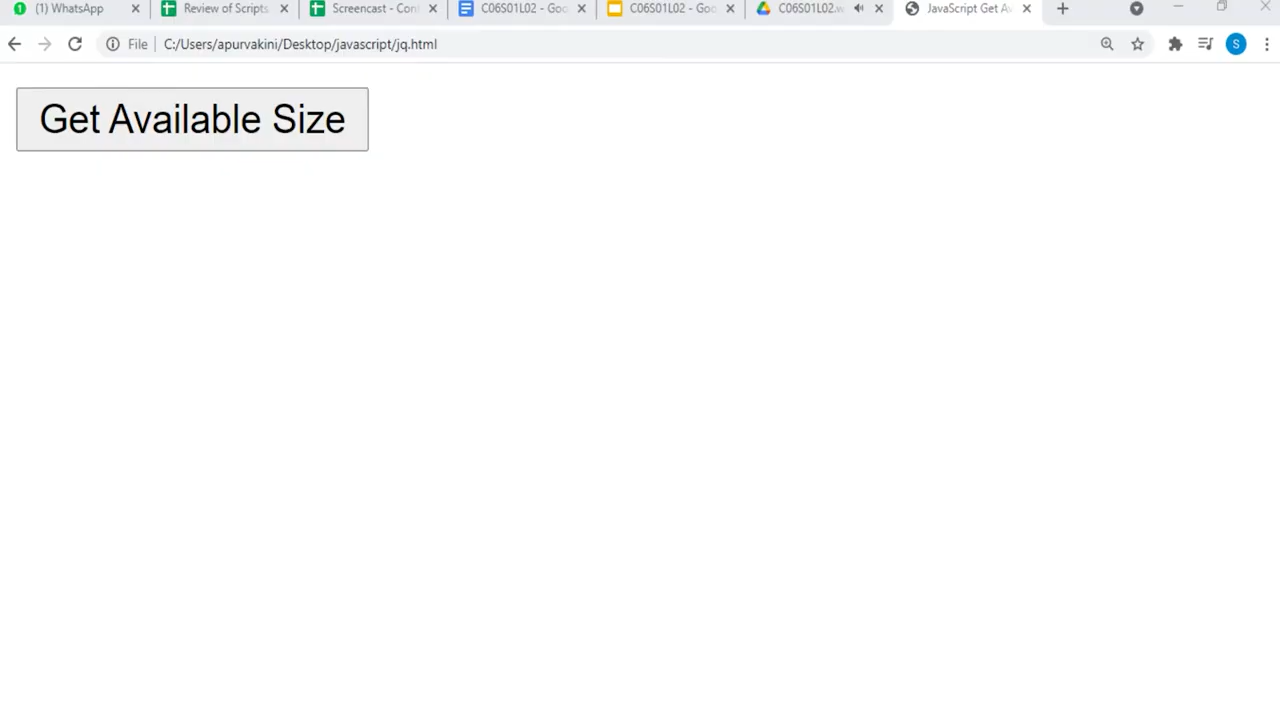 (1) WhatsApp
Review of Scripts
Screencast - Con
C06S01L02 - Goo
C06S01L02 - Goo
C06S01L02.w
JavaScript Get Av
File
C:/Users/apurvakini/Desktop/javascript/jq.html
S
Get Available Size